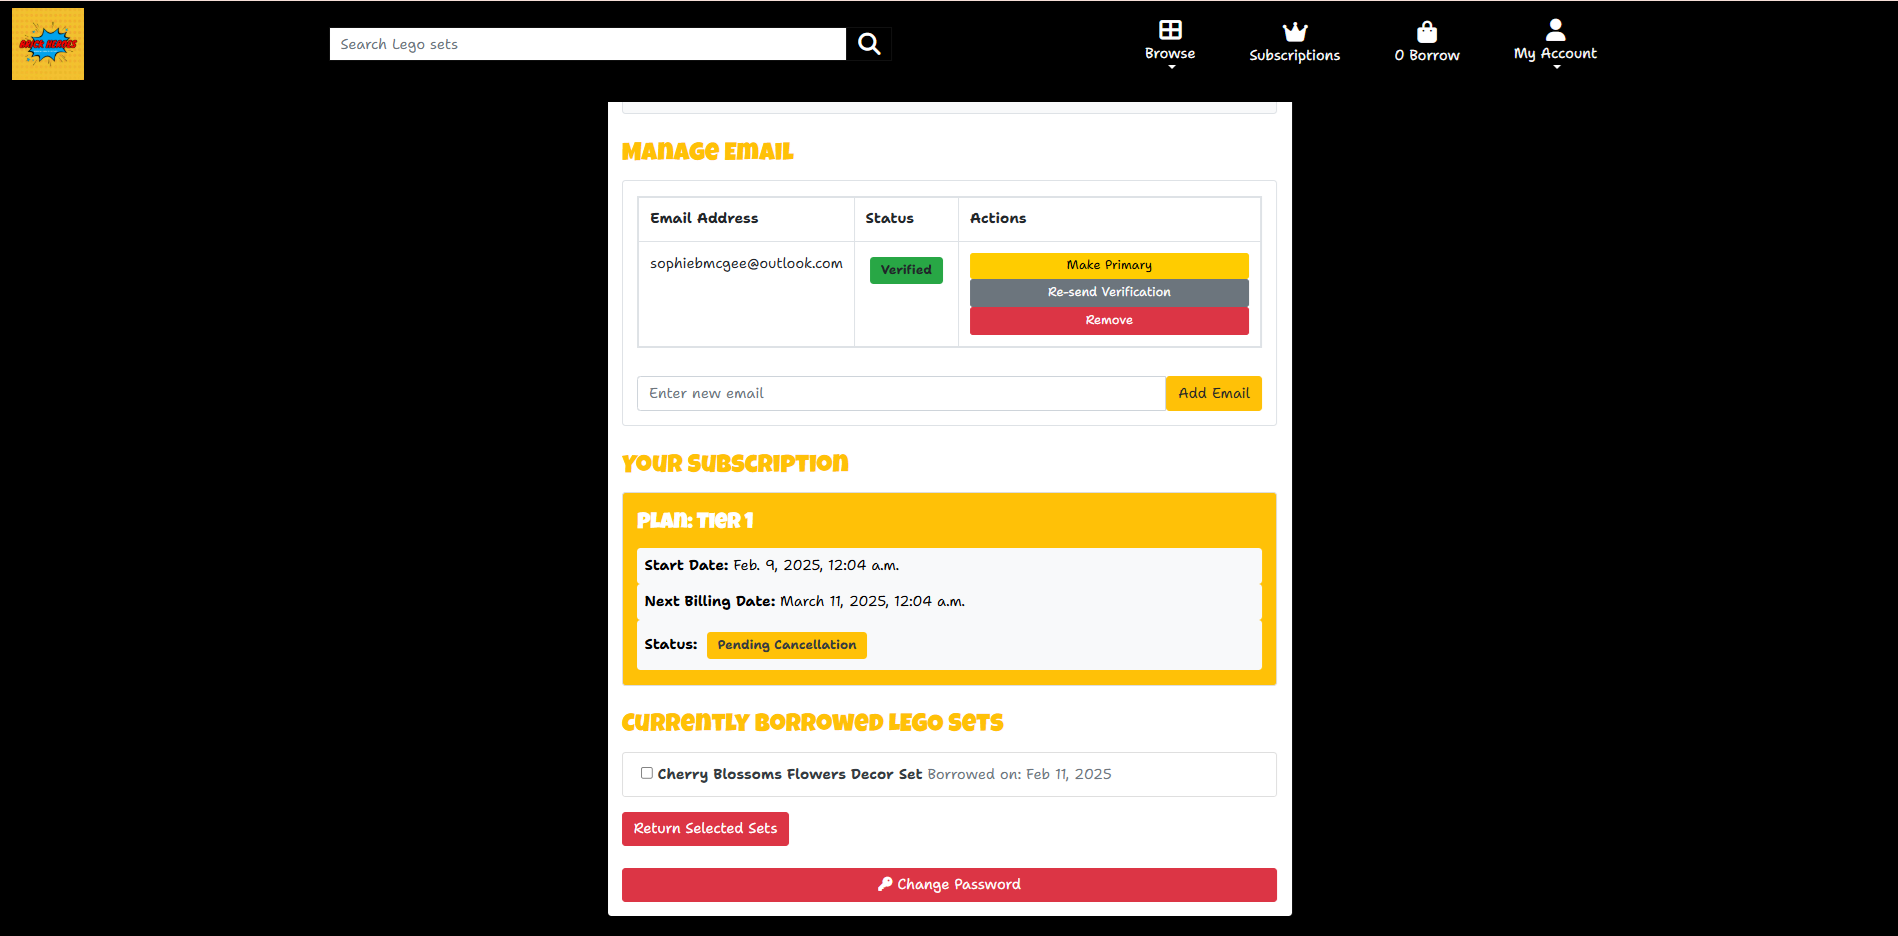 BRICK HEROES
Search Lego sets
Browse
Subscriptions
0 Borrow
My Account
Manage Email
Email Address Status Actions
sophiebmcgee@outlook.com Verified Make Primary
Re-send Verification
Remove
Enter new email Add Email
Your Subscription
Plan: Tier 1
Start Date: Feb. 9, 2025, 12:04 a.m.
Next Billing Date: March 11, 2025, 12:04 a.m.
Status: Pending Cancellation
Currently Borrowed LEGO Sets
Cherry Blossoms Flowers Decor Set Borrowed on: Feb 11, 2025
Return Selected Sets
Change Password